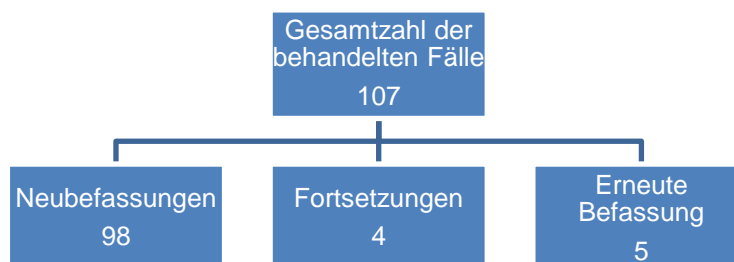 Gesamtzahl der
behandelten Fälle
107
Neubefassungen
98
Fortsetzungen
4
Erneute
Befassung
5